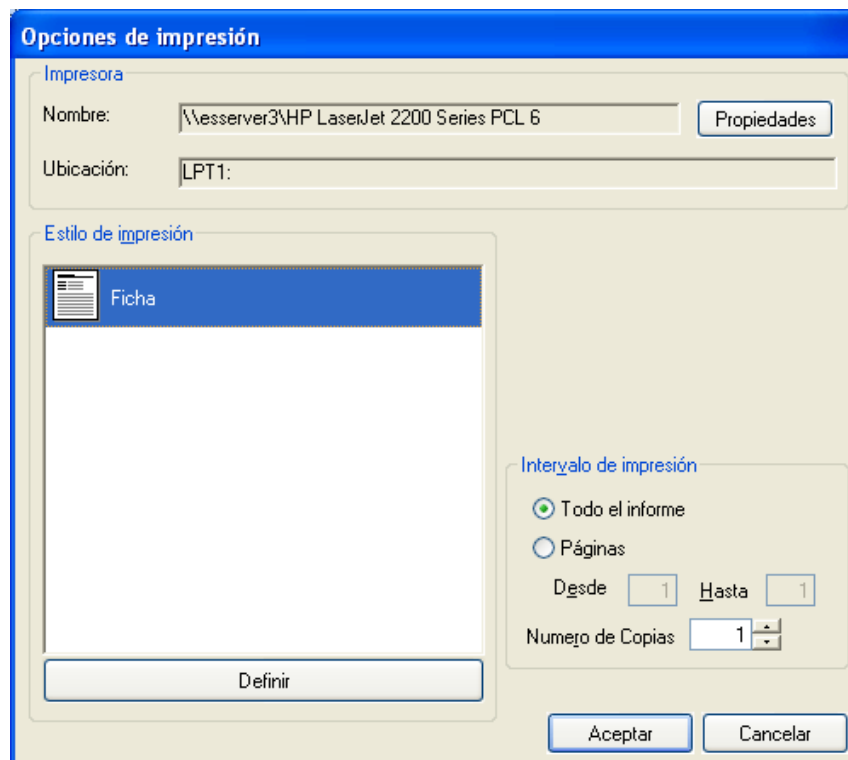 Opciones de impresión
Impresora
Nombre: \\esserver3\HP LaserJet 2200 Series PCL 6 Propiedades
Ubicación: LPT1:
Estilo de impresión
Ficha
Intervalo de impresión
Todo el informe
Páginas
Desde 1 Hasta 1
Numero de Copias 1
Definir
Aceptar Cancelar